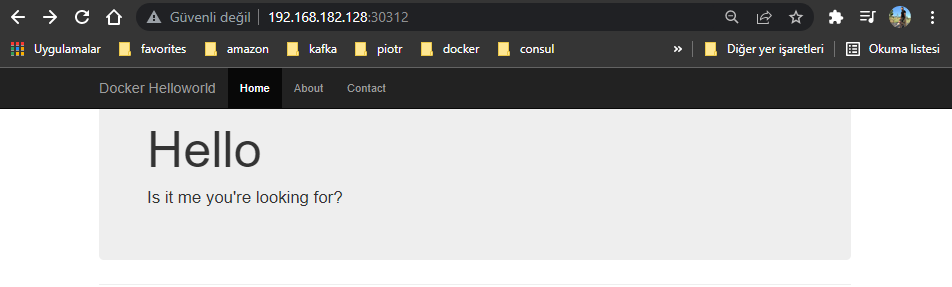 Güvenli değil 192.168.182.128:30312
Uygulamalar favorites amazon kafka piotr docker consul » Diğer yer işaretleri Okuma listesi
Docker Helloworld Home About Contact
Hello
Is it me you're looking for?